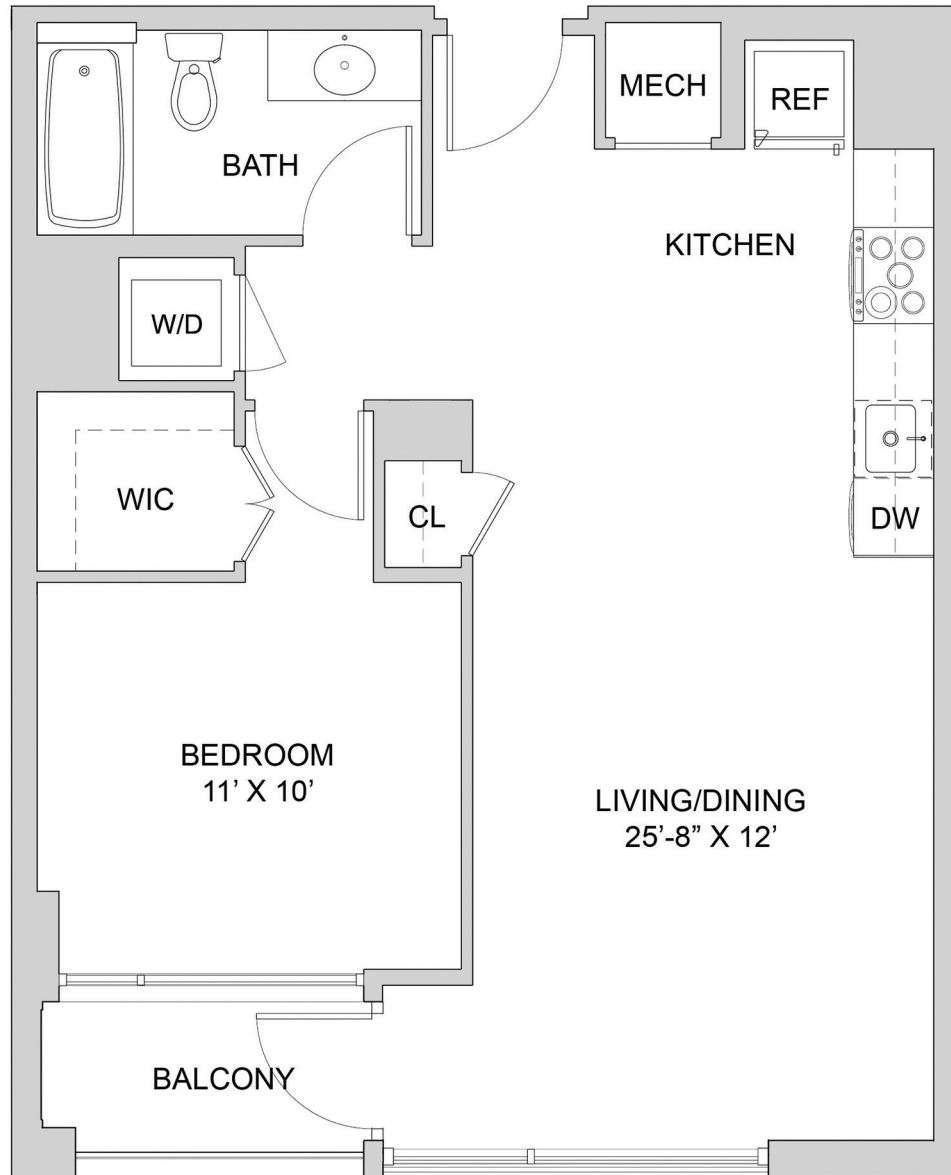 MECH
REF
BATH
KITCHEN
W/D
WIC
CL
DW
BEDROOM
11’ X 10’
LIVING/DINING
25’-8” X 12’
BALCONY